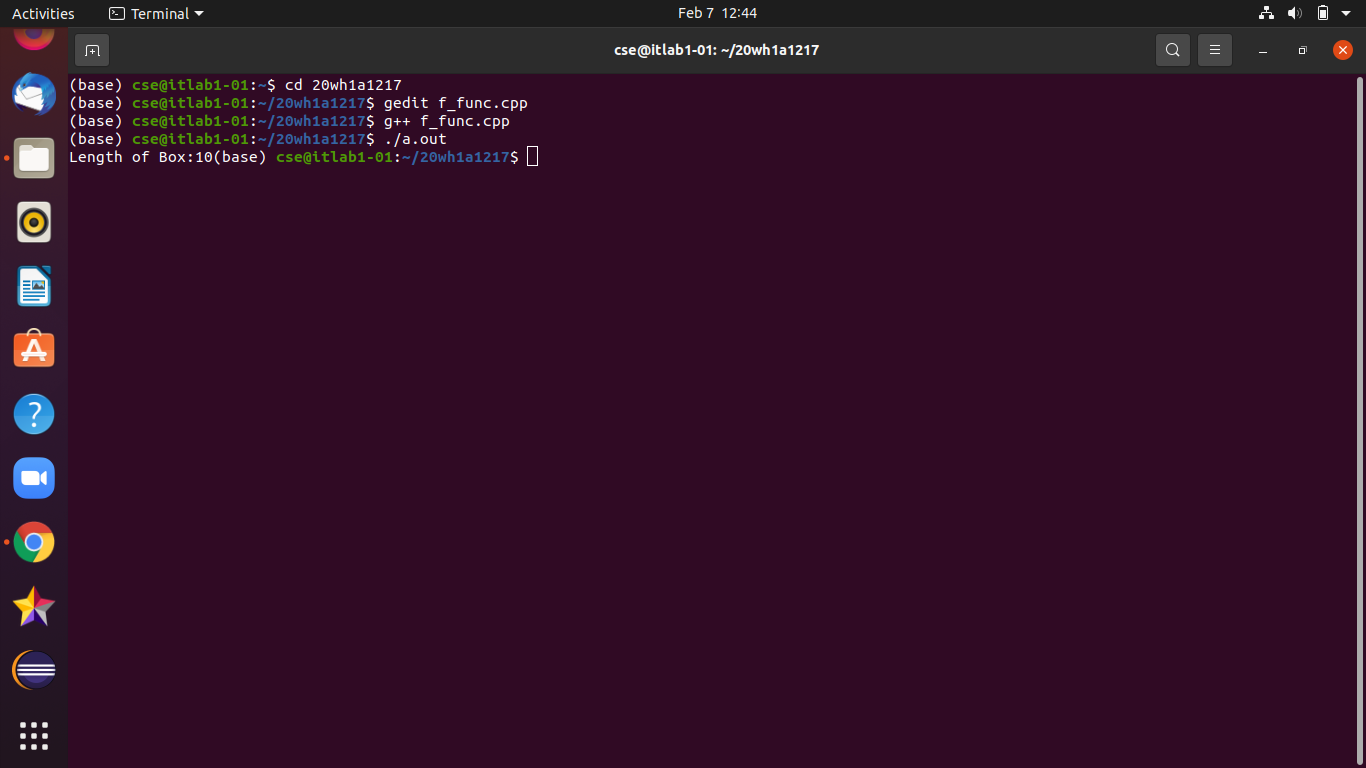 Activities Terminal Feb 7 12:44
cse@itlab1-01: ~/20wh1a1217
(base) cse@itlab1-01:~$ cd 20wh1a1217
(base) cse@itlab1-01:~/20wh1a1217$ gedit f_func.cpp
(base) cse@itlab1-01:~/20wh1a1217$ g++ f_func.cpp
(base) cse@itlab1-01:~/20wh1a1217$ ./a.out
Length of Box:10(base) cse@itlab1-01:~/20wh1a1217$